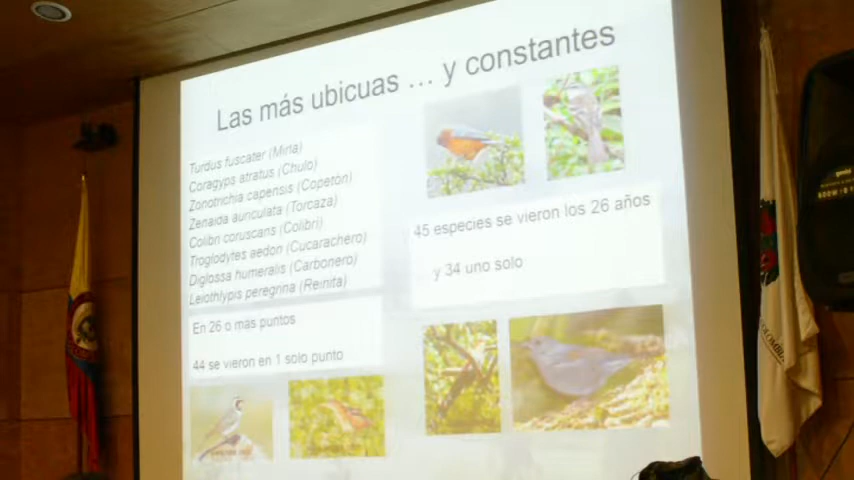 Las más ubicuas … y constantes
Turdus fuscater (Mirla)
Coragyps atratus (Chulo)
Zonotrichia capensis (Copetón)
Zenaida auriculata (Torcaza)
Colibri coruscans (Colibrí)
Troglodytes aedon (Cucarachero)
Diglossa humeralis (Carbonero)
Leiothlypis peregrina (Reinita)
En 26 o más puntos
44 se vieron en 1 solo punto
45 especies se vieron los 26 años
y 34 uno solo